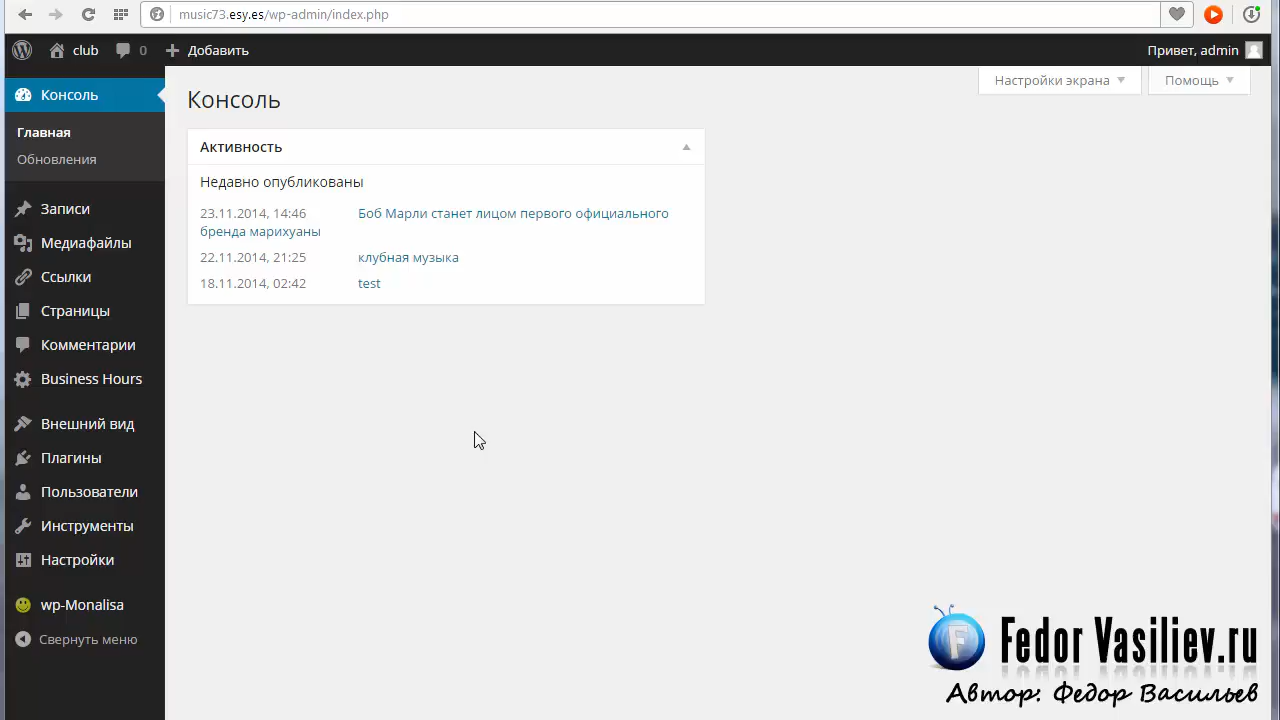 music73.esy.es/wp-admin/index.php
club 0 Добавить Привет, admin
Настройки экрана Помощь
Консоль
Главная
Обновления
Записи
Медиафайлы
Ссылки
Страницы
Комментарии
Business Hours
Внешний вид
Плагины
Пользователи
Инструменты
Настройки
wp-Monalisa
Свернуть меню
Консоль
Активность
Недавно опубликованы
23.11.2014, 14:46 Боб Марли станет лицом первого официального
бренда марихуаны
22.11.2014, 21:25 клубная музыка
18.11.2014, 02:42 test
F Fedor Vasiliev.ru
Автор: Федор Васильев